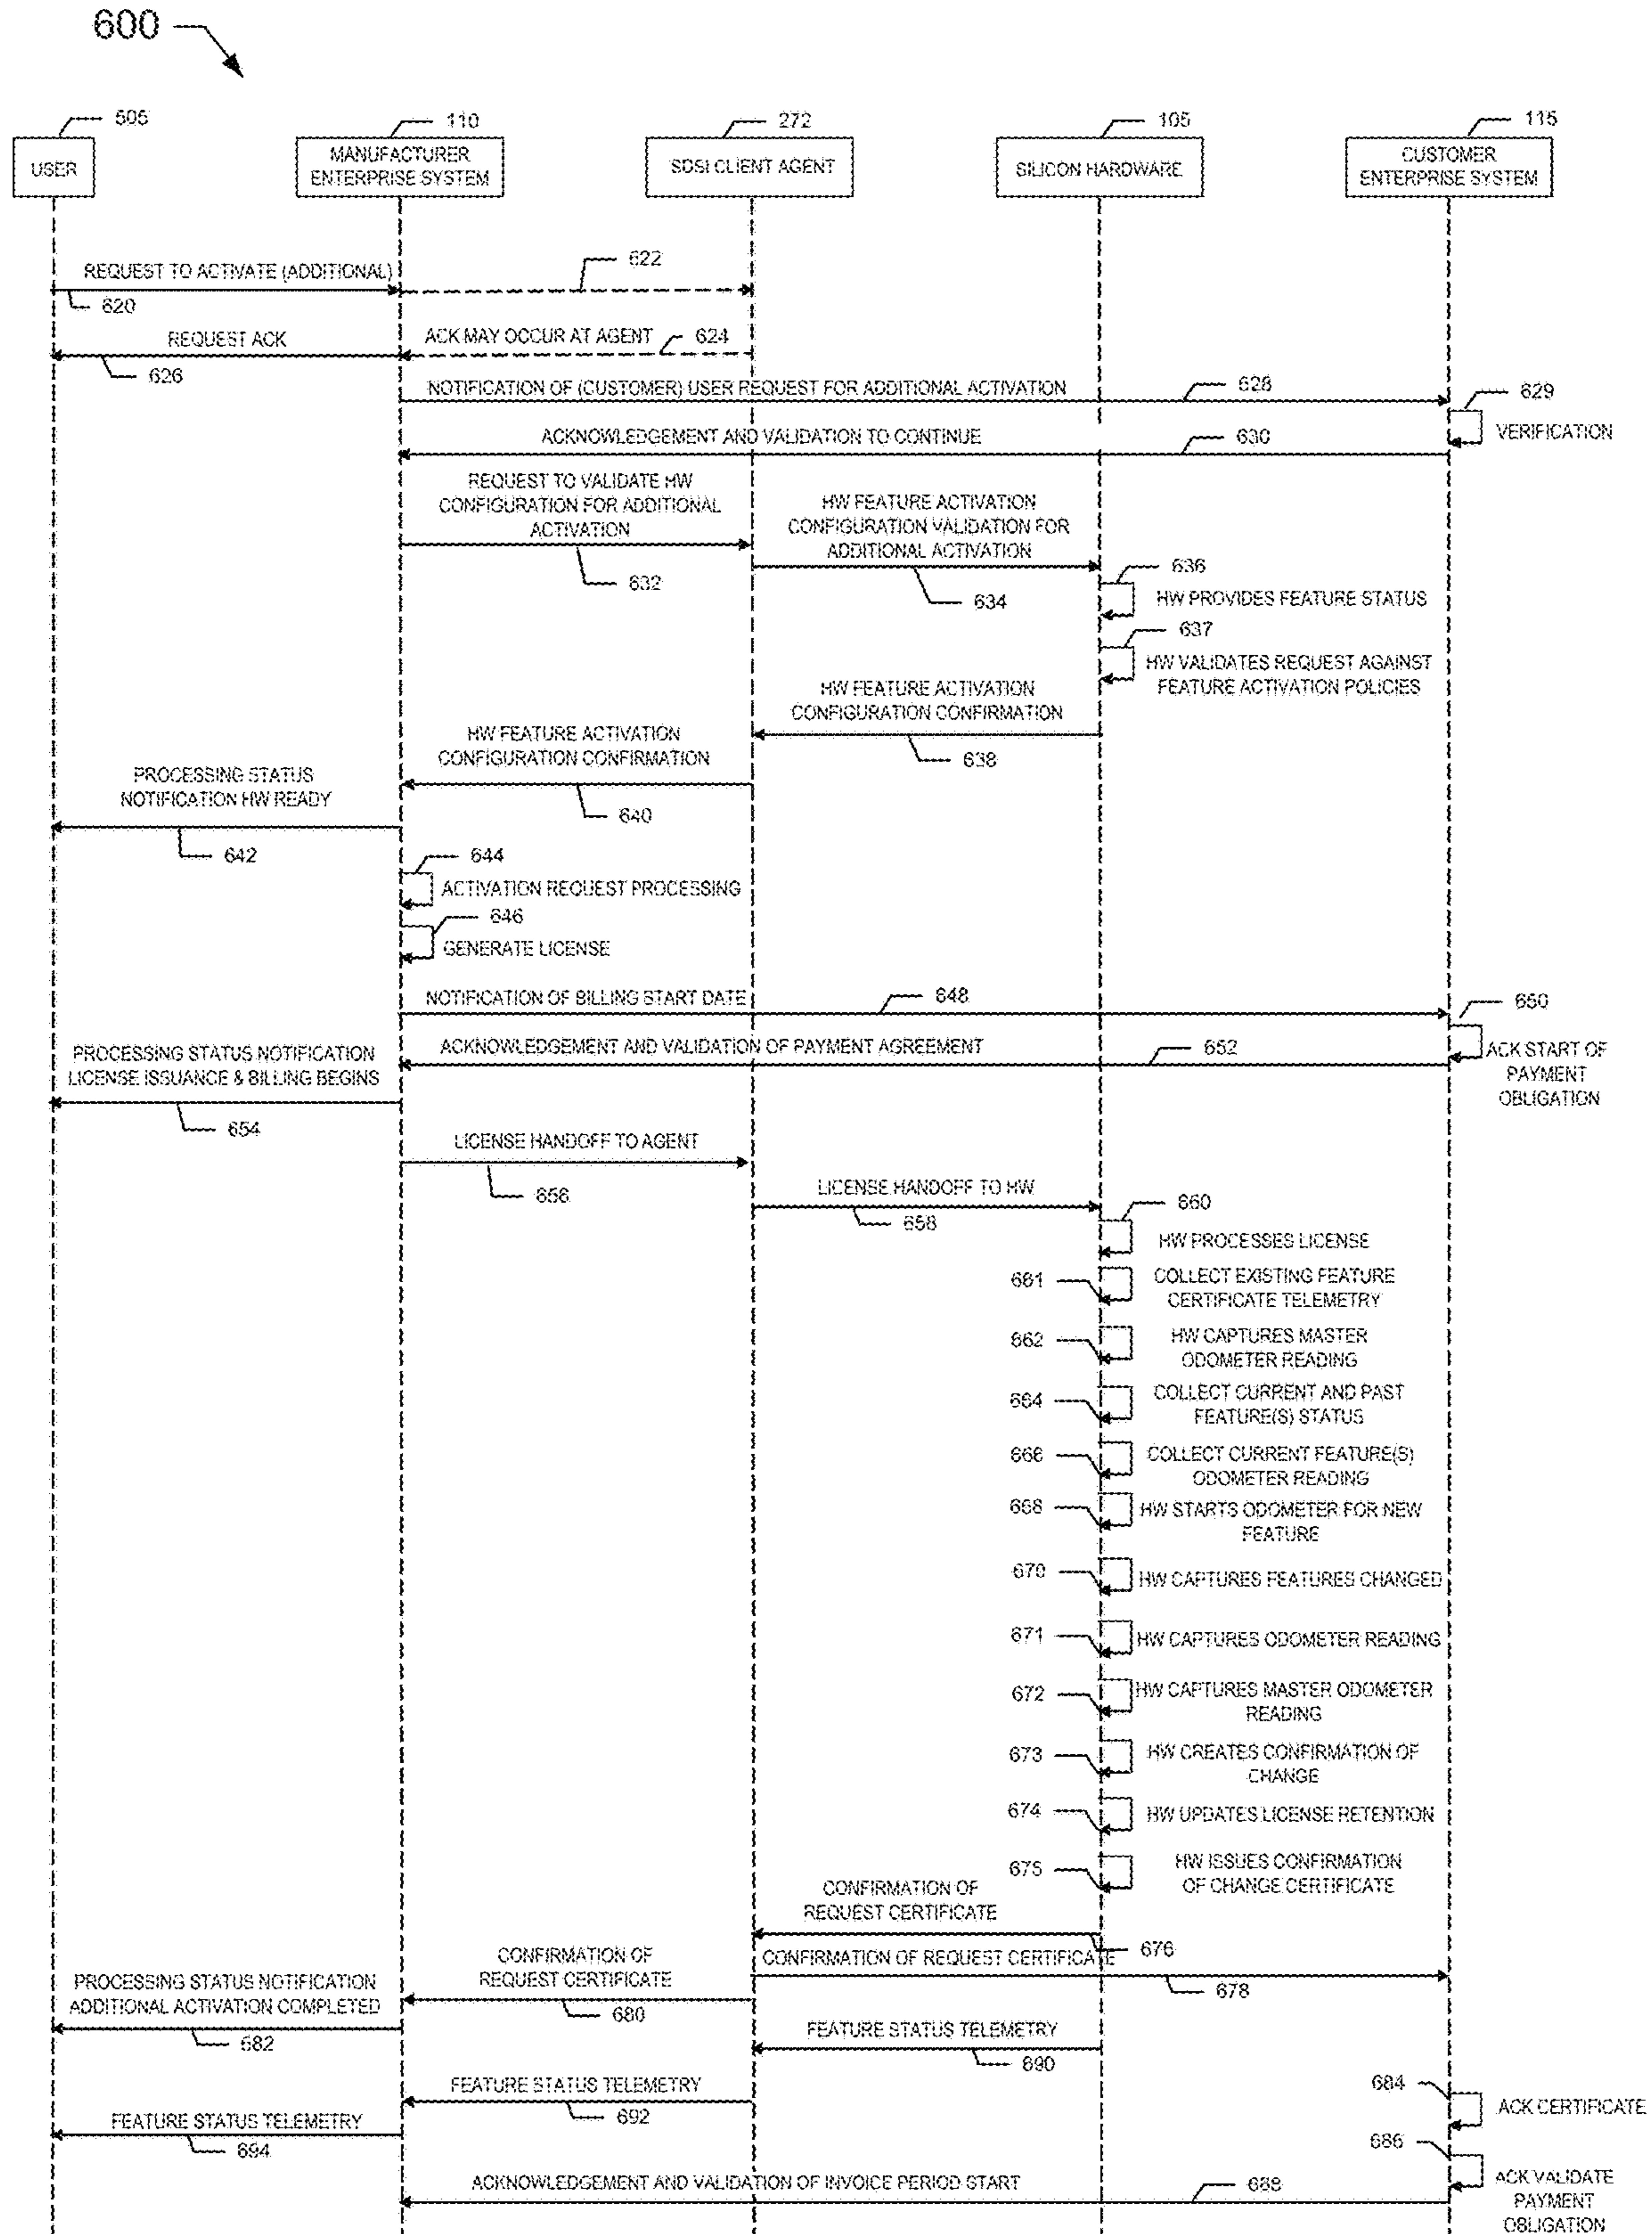 600
505
110
272
105
115
USER
MANUFACTURER
ENTERPRISE SYSTEM
SDSI CLIENT AGENT
SILICON HARDWARE
CUSTOMER
ENTERPRISE SYSTEM
REQUEST TO ACTIVATE (ADDITIONAL)
622
620
REQUEST ACK
ACK MAY OCCUR AT AGENT
624
626
NOTIFICATION OF (CUSTOMER) USER REQUEST FOR ADDITIONAL ACTIVATION
628
629
VERIFICATION
ACKNOWLEDGEMENT AND VALIDATION TO CONTINUE
630
REQUEST TO VALIDATE HW
CONFIGURATION FOR ADDITIONAL
ACTIVATION
632
HW FEATURE ACTIVATION
CONFIGURATION VALIDATION FOR
ADDITIONAL ACTIVATION
634
636
HW PROVIDES FEATURE STATUS
637
HW VALIDATES REQUEST AGAINST
FEATURE ACTIVATION POLICIES
HW FEATURE ACTIVATION
CONFIGURATION CONFIRMATION
638
HW FEATURE ACTIVATION
CONFIGURATION CONFIRMATION
640
PROCESSING STATUS
NOTIFICATION HW READY
642
644
ACTIVATION REQUEST PROCESSING
646
GENERATE LICENSE
NOTIFICATION OF BILLING START DATE
648
650
ACK START OF
PAYMENT
OBLIGATION
ACKNOWLEDGEMENT AND VALIDATION OF PAYMENT AGREEMENT
652
PROCESSING STATUS NOTIFICATION
LICENSE ISSUANCE & BILLING BEGINS
654
LICENSE HANDOFF TO AGENT
656
LICENSE HANDOFF TO HW
658
660
HW PROCESSES LICENSE
661
COLLECT EXISTING FEATURE
CERTIFICATE TELEMETRY
662
HW CAPTURES MASTER
ODOMETER READING
664
COLLECT CURRENT AND PAST
FEATURE(S) STATUS
666
COLLECT CURRENT FEATURE(S)
ODOMETER READING
668
HW STARTS ODOMETER FOR NEW
FEATURE
670
HW CAPTURES FEATURES CHANGED
671
HW CAPTURES ODOMETER READING
672
HW CAPTURES MASTER ODOMETER
READING
673
HW CREATES CONFIRMATION OF
CHANGE
674
HW UPDATES LICENSE RETENTION
675
HW ISSUES CONFIRMATION
OF CHANGE CERTIFICATE
CONFIRMATION OF
REQUEST CERTIFICATE
676
CONFIRMATION OF REQUEST CERTIFICATE
678
CONFIRMATION OF
REQUEST CERTIFICATE
680
PROCESSING STATUS NOTIFICATION
ADDITIONAL ACTIVATION COMPLETED
682
FEATURE STATUS TELEMETRY
690
FEATURE STATUS TELEMETRY
692
684
ACK CERTIFICATE
FEATURE STATUS TELEMETRY
694
686
ACK VALIDATE
PAYMENT
OBLIGATION
ACKNOWLEDGEMENT AND VALIDATION OF INVOICE PERIOD START
688